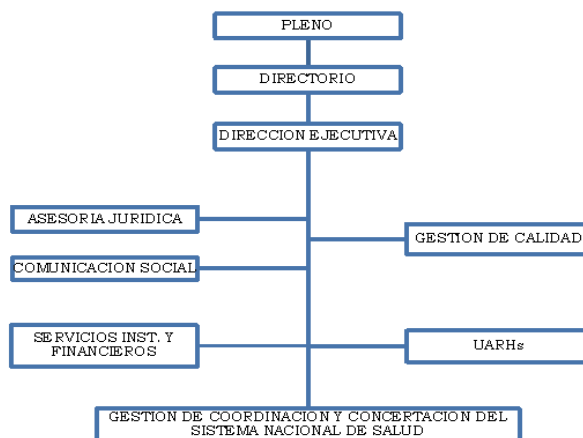 PLENO
DIRECTORIO
DIRECCION EJECUTIVA
ASESORIA JURIDICA
GESTION DE CALIDAD
COMUNICACION SOCIAL
SERVICIOS INST. Y
FINANCIEROS
UARHs
GESTION DE COORDINACION Y CONCERTACION DEL
SISTEMA NACIONAL DE SALUD